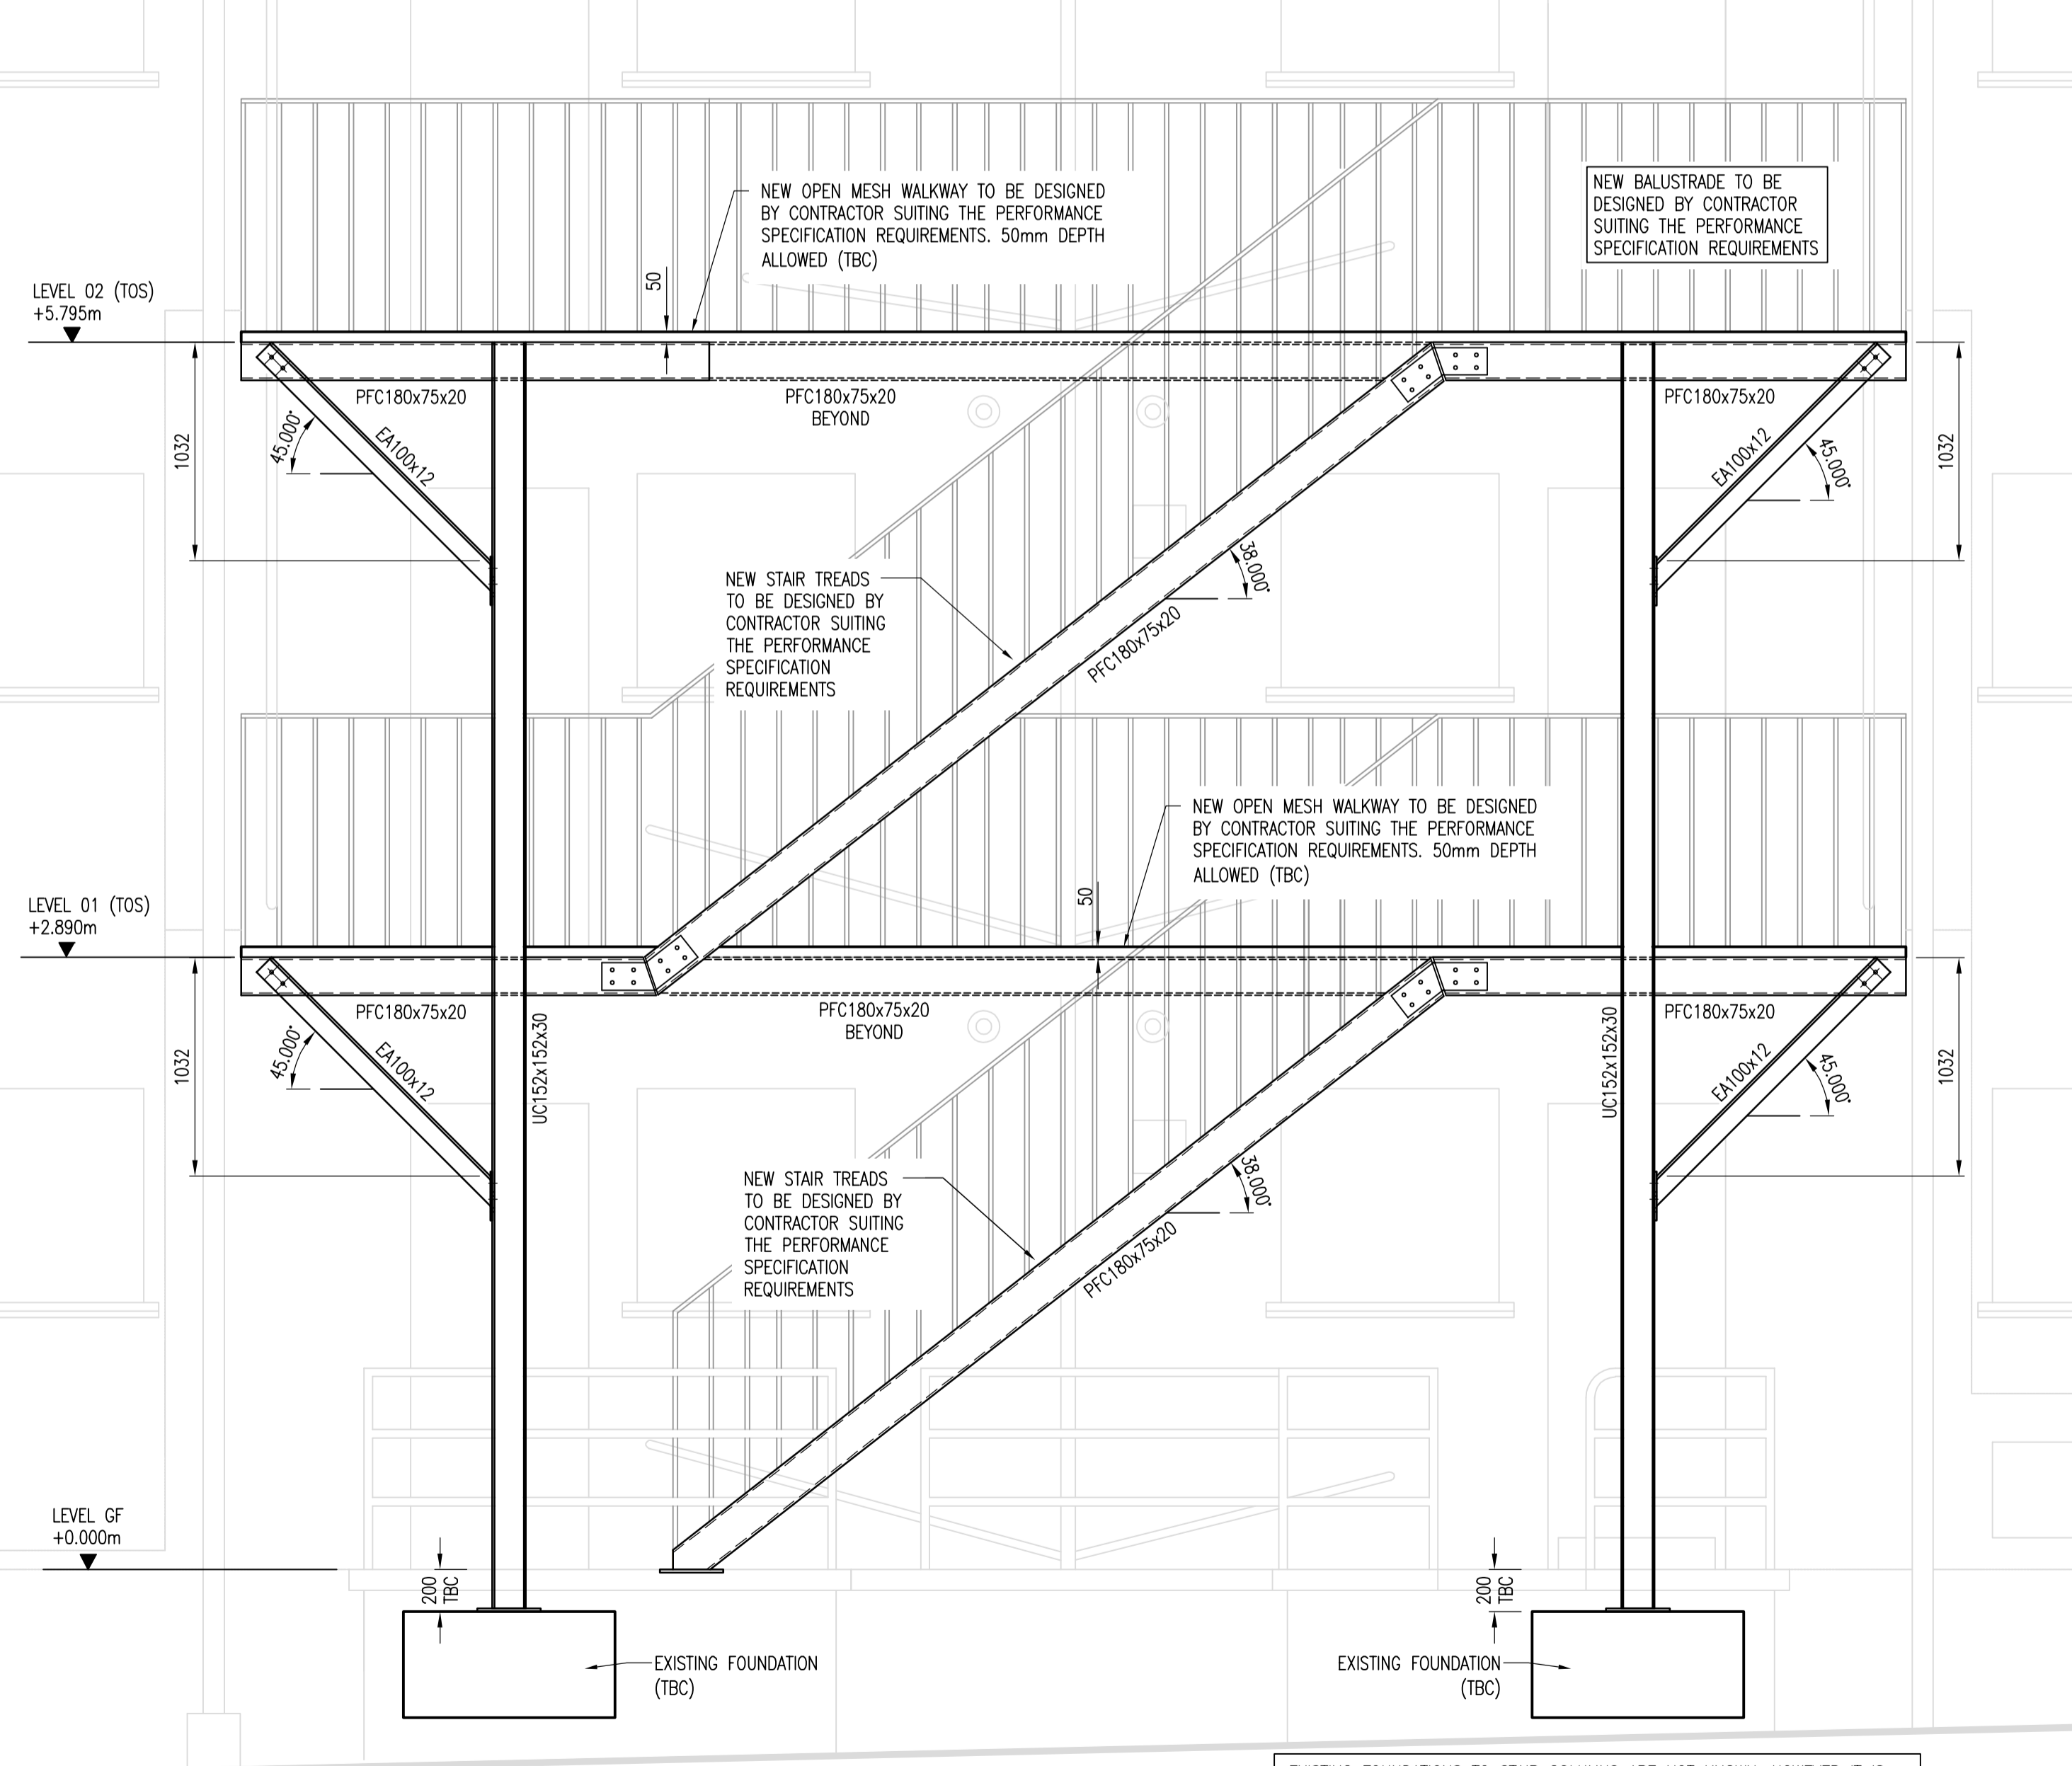 NEW OPEN MESH WALKWAY TO BE DESIGNED
BY CONTRACTOR SUITING THE PERFORMANCE
SPECIFICATION REQUIREMENTS. 50mm DEPTH
ALLOWED (TBC)
NEW BALUSTRADE TO BE
DESIGNED BY CONTRACTOR
SUITING THE PERFORMANCE
SPECIFICATION REQUIREMENTS
50
LEVEL 02 (TOS)
+5.795m
PFC180x75x20
PFC180x75x20
BEYOND
PFC180x75x20
1032
45.000°
EA100x12
EA100x12
45.000°
1032
NEW STAIR TREADS
TO BE DESIGNED BY
CONTRACTOR SUITING
THE PERFORMANCE
SPECIFICATION
REQUIREMENTS
38.000°
PFC180x75x20
NEW OPEN MESH WALKWAY TO BE DESIGNED
BY CONTRACTOR SUITING THE PERFORMANCE
SPECIFICATION REQUIREMENTS. 50mm DEPTH
ALLOWED (TBC)
50
LEVEL 01 (TOS)
+2.890m
PFC180x75x20
PFC180x75x20
BEYOND
PFC180x75x20
1032
45.000°
EA100x12
UC152x152x30
UC152x152x30
EA100x12
45.000°
1032
NEW STAIR TREADS
TO BE DESIGNED BY
CONTRACTOR SUITING
THE PERFORMANCE
SPECIFICATION
REQUIREMENTS
38.000°
PFC180x75x20
LEVEL GF
+0.000m
200
TBC
200
TBC
EXISTING FOUNDATION
(TBC)
EXISTING FOUNDATION
(TBC)